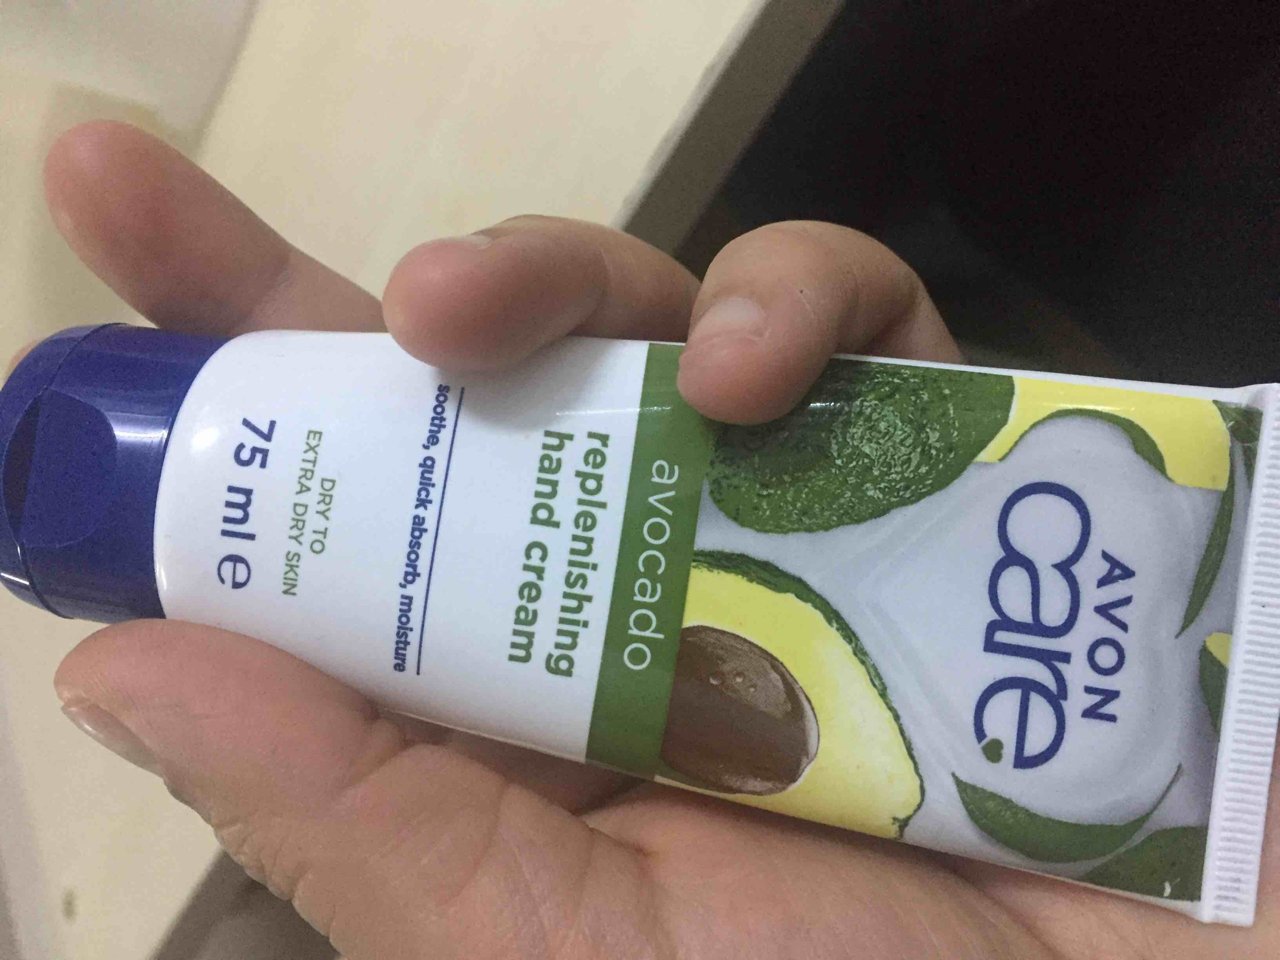 AVON
care
avocado
replenishing
hand cream
soothe, quick absorb, moisture
DRY TO
EXTRA DRY SKIN
75 ml e